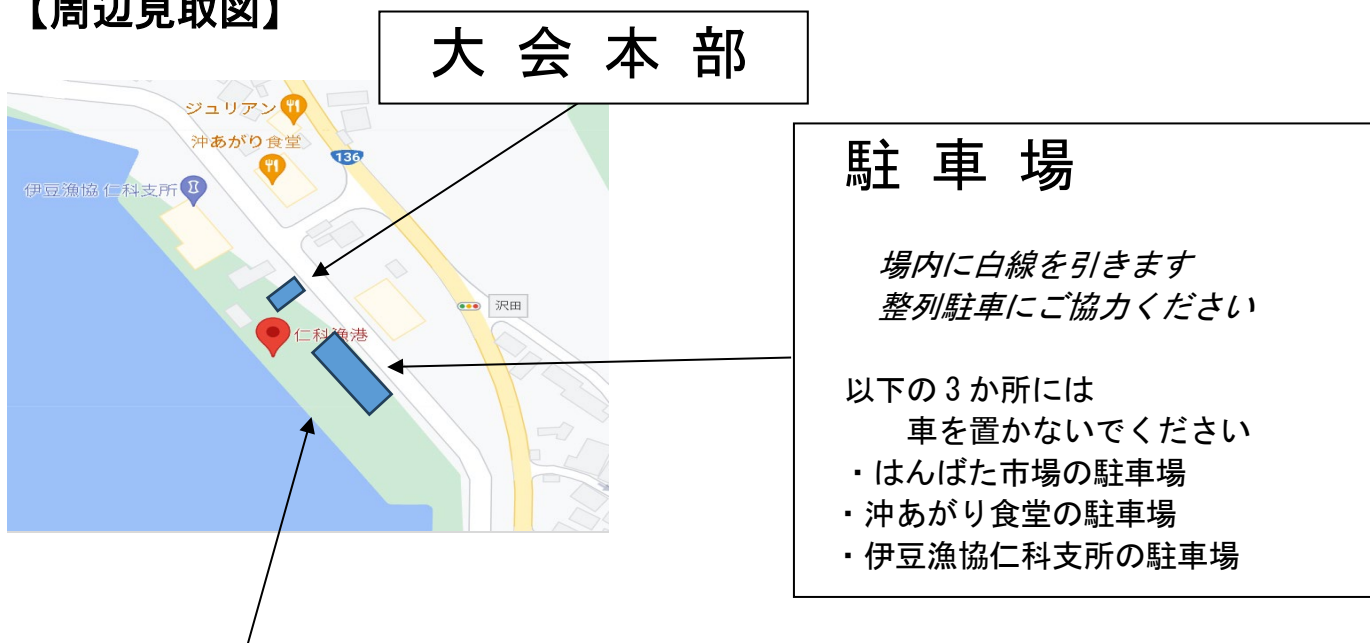 【周辺見取図】
大 会 本 部
ジュリアン
沖あがり食堂
136
伊豆漁協 仁科支所
沢田
仁科漁港
駐 車 場
場内に白線を引きます
整列駐車にご協力ください
以下の3か所には
車を置かないでください
・はんばた市場の駐車場
・沖あがり食堂の駐車場
・伊豆漁協仁科支所の駐車場